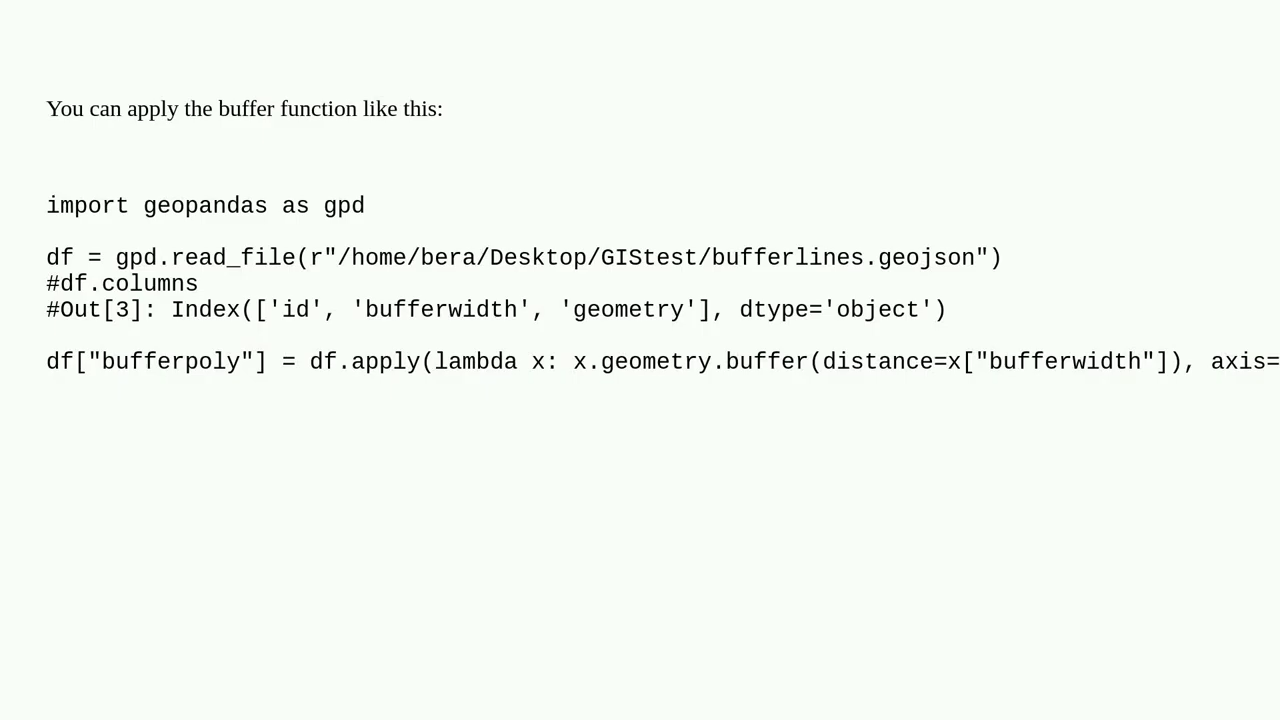 You can apply the buffer function like this:
import geopandas as gpd
df = gpd.read_file(r"/home/bera/Desktop/GIStest/bufferlines.geojson")
#df.columns
#Out[3]: Index(['id', 'bufferwidth', 'geometry'], dtype='object')
df["bufferpoly"] = df.apply(lambda x: x.geometry.buffer(distance=x["bufferwidth"]), axis=